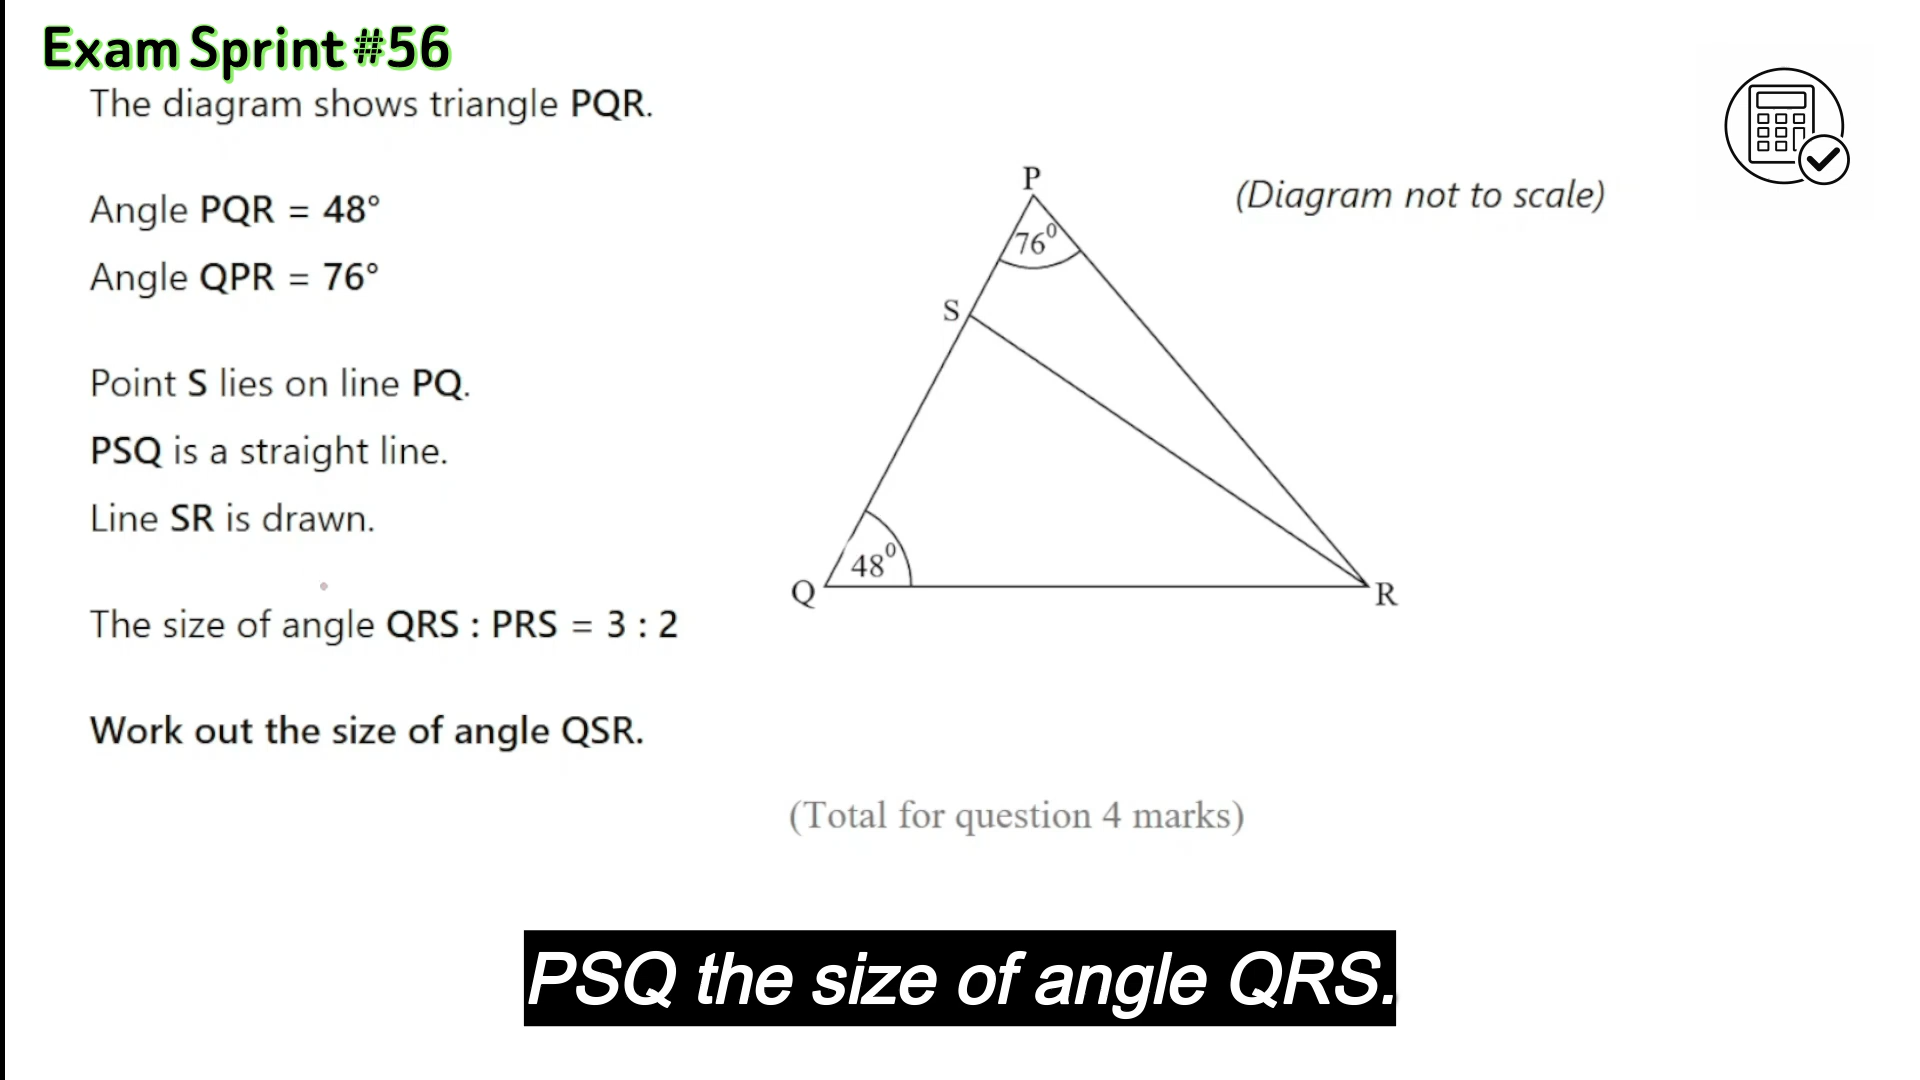 Exam Sprint #56
The diagram shows triangle PQR.
Angle PQR = 48°
Angle QPR = 76°
Point S lies on line PQ.
PSQ is a straight line.
Line SR is drawn.
The size of angle QRS : PRS = 3 : 2
Work out the size of angle QSR.
P
(Diagram not to scale)
76⁰
S
48⁰
Q
R
(Total for question 4 marks)
PSQ the size of angle QRS.